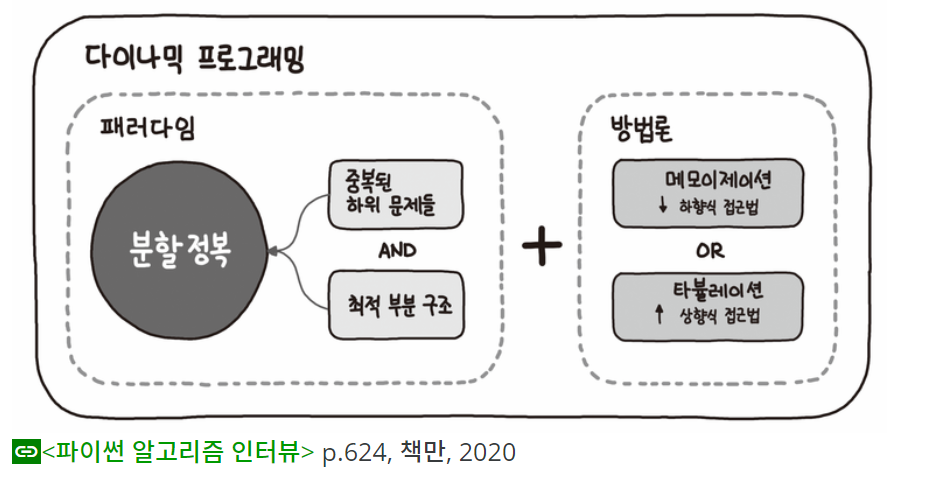 다이나믹 프로그래밍
패러다임
분할 정복
중복된
하위 문제들
AND
최적 부분 구조
+
방법론
메모이제이션
↓ 하향식 접근법
OR
타뷸레이션
↑ 상향식 접근법
<파이썬 알고리즘 인터뷰> p.624, 책만, 2020